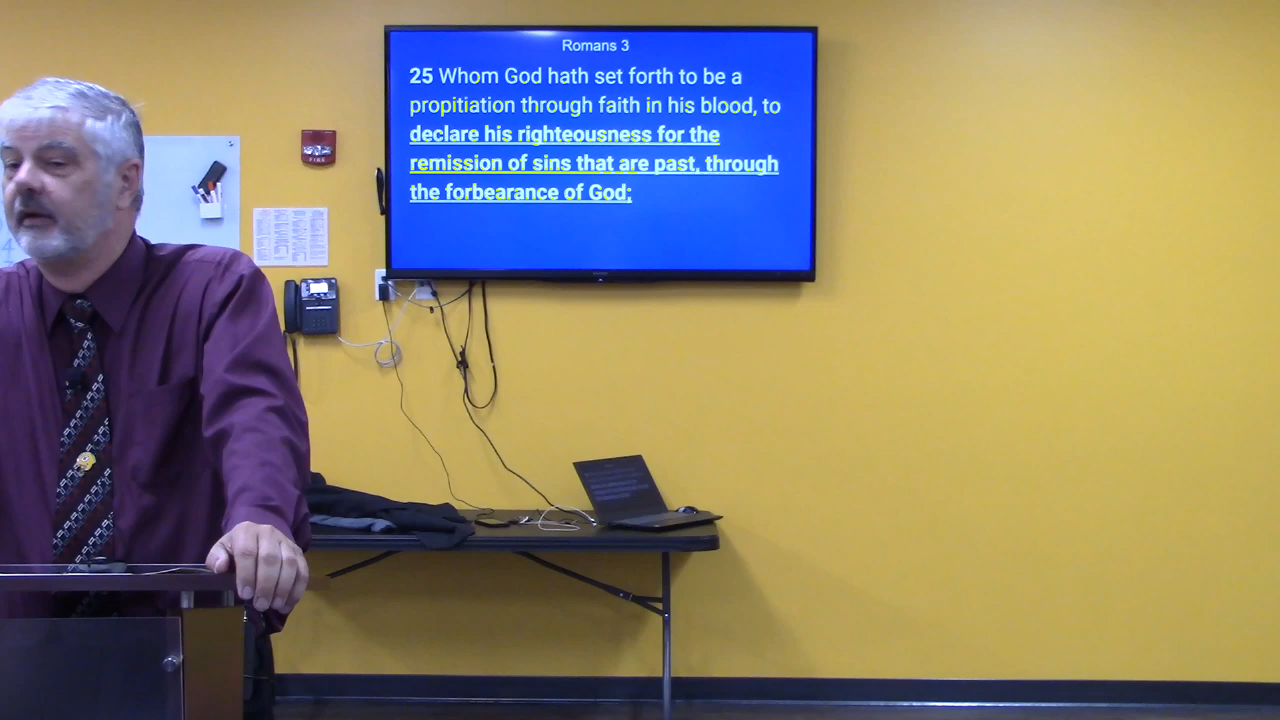 Romans 3
25 Whom God hath set forth to be a
propitiation through faith in his blood, to
declare his righteousness for the
remission of sins that are past, through
the forbearance of God;
FIRE